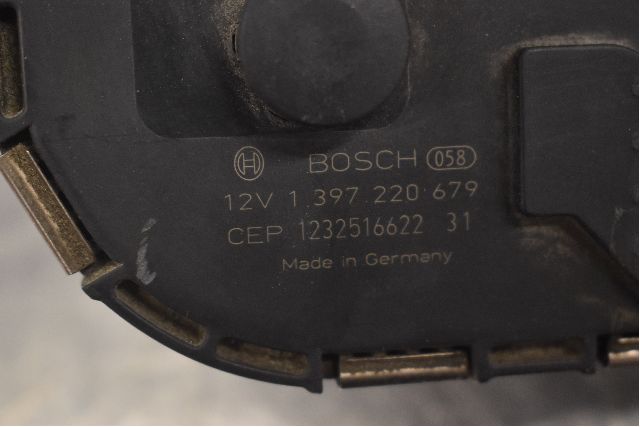 BOSCH 058
12V 1 397 220 679
CEP 1232516622 31
Made in Germany